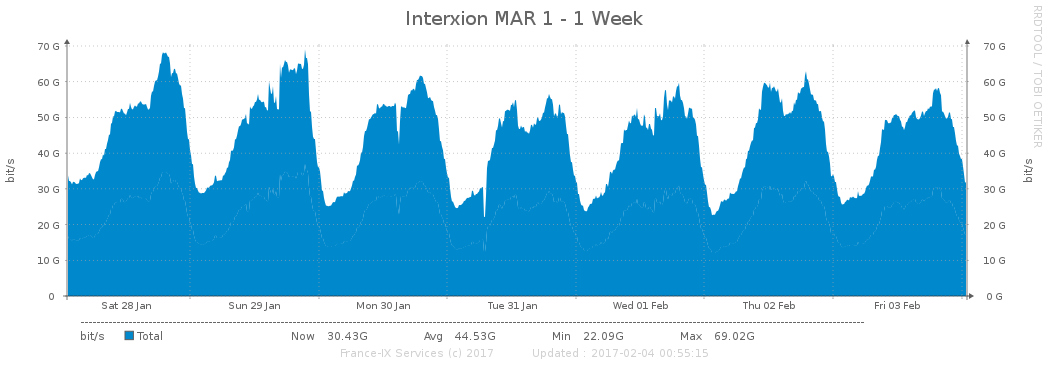 Interxion MAR 1 - 1 Week
RRDTOOL / TOBI OETIKER
bit/s
bit/s
70 G 70 G
60 G 60 G
50 G 50 G
40 G 40 G
30 G 30 G
20 G 20 G
10 G 10 G
0 0 G
Sat 28 Jan Sun 29 Jan Mon 30 Jan Tue 31 Jan Wed 01 Feb Thu 02 Feb Fri 03 Feb
bit/s Total Now 30.43G Avg 44.53G Min 22.09G Max 69.02G
France-IX Services (c) 2017 Updated : 2017-02-04 00:55:15